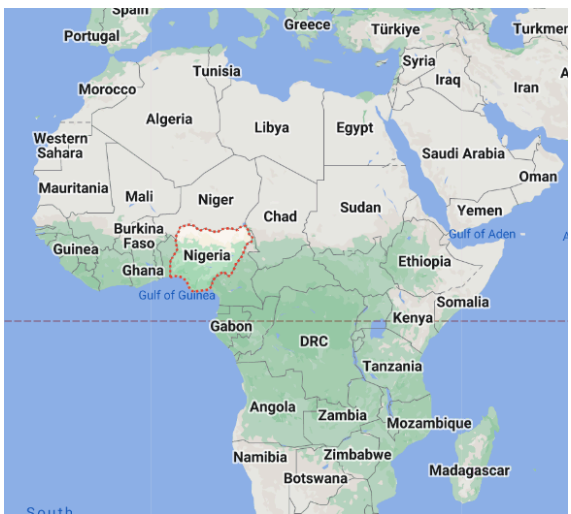 Spain
Portugal
Greece
Türkiye
Turkmen
Tunisia
Syria
Morocco
Iraq
Iran
Algeria
Libya
Egypt
Western
Sahara
Saudi Arabia
Oman
Mauritania
Mali
Niger
Chad
Sudan
Yemen
Gulf of Aden
Burkina
Faso
Guinea
Nigeria
Ghana
Ethiopia
Gulf of Guinea
Somalia
Kenya
Gabon
DRC
Tanzania
Angola
Zambia
Mozambique
Namibia
Zimbabwe
Botswana
Madagascar
South